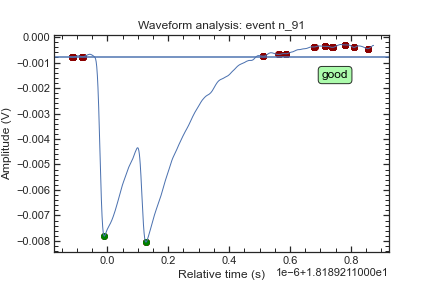 Waveform analysis: event n_91
Amplitude (V)
0.000
−0.001
−0.002
−0.003
−0.004
−0.005
−0.006
−0.007
−0.008
good
0.0
0.2
0.4
0.6
0.8
Relative time (s)
1e−6+1.8189211000e1